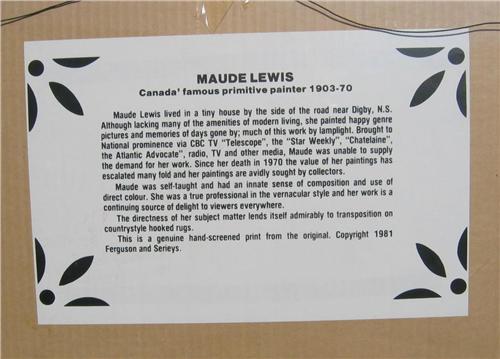 MAUDE LEWIS
Canada' famous primitive painter 1903-70
Maude Lewis lived in a tiny house by the side of the road near Digby, N.S.
Although lacking many of the amenities of modern living, she painted happy genre
pictures and memories of days gone by; much of this work by lamplight. Brought to
National prominence via CBC TV "Telescope", the "Star Weekly", "Chatelaine",
the Atlantic Advocate", radio, TV and other media, Maude was unable to supply
the demand for her work. Since her death in 1970 the value of her paintings has
escalated many fold and her paintings are avidly sought by collectors.
Maude was self-taught and had an innate sense of composition and use of
direct colour. She was a true professional in the vernacular style and her work is a
continuing source of delight to viewers everywhere.
The directness of her subject matter lends itself admirably to transposition on
countrystyle hooked rugs.
This is a genuine hand-screened print from the original. Copyright 1981
Ferguson and Serieys.